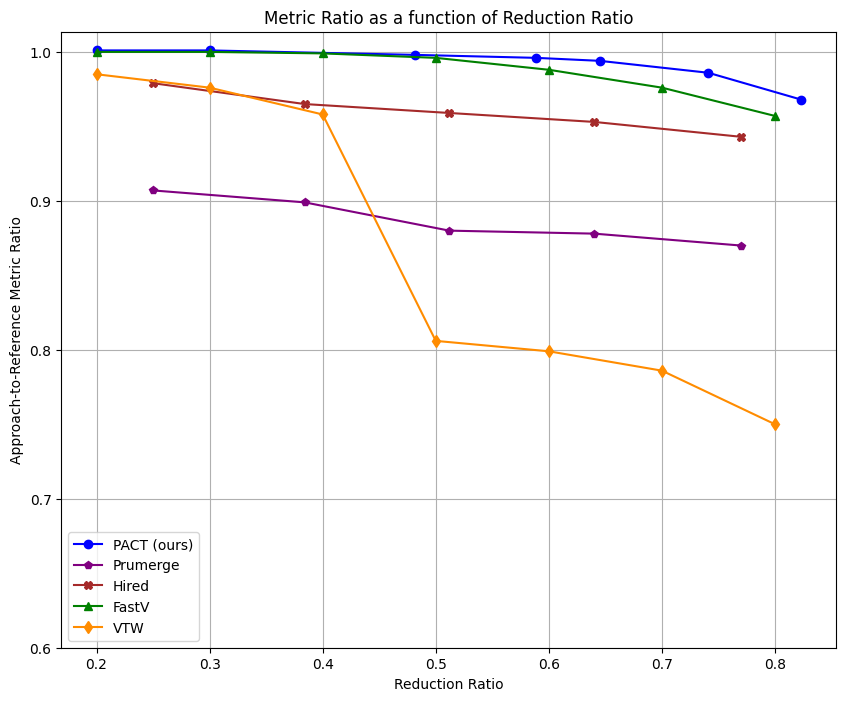 Metric Ratio as a function of Reduction Ratio
Approach-to-Reference Metric Ratio
1.0
0.9
0.8
0.7
0.6
PACT (ours)
Prumerge
Hired
FastV
VTW
0.2 0.3 0.4 0.5 0.6 0.7 0.8
Reduction Ratio